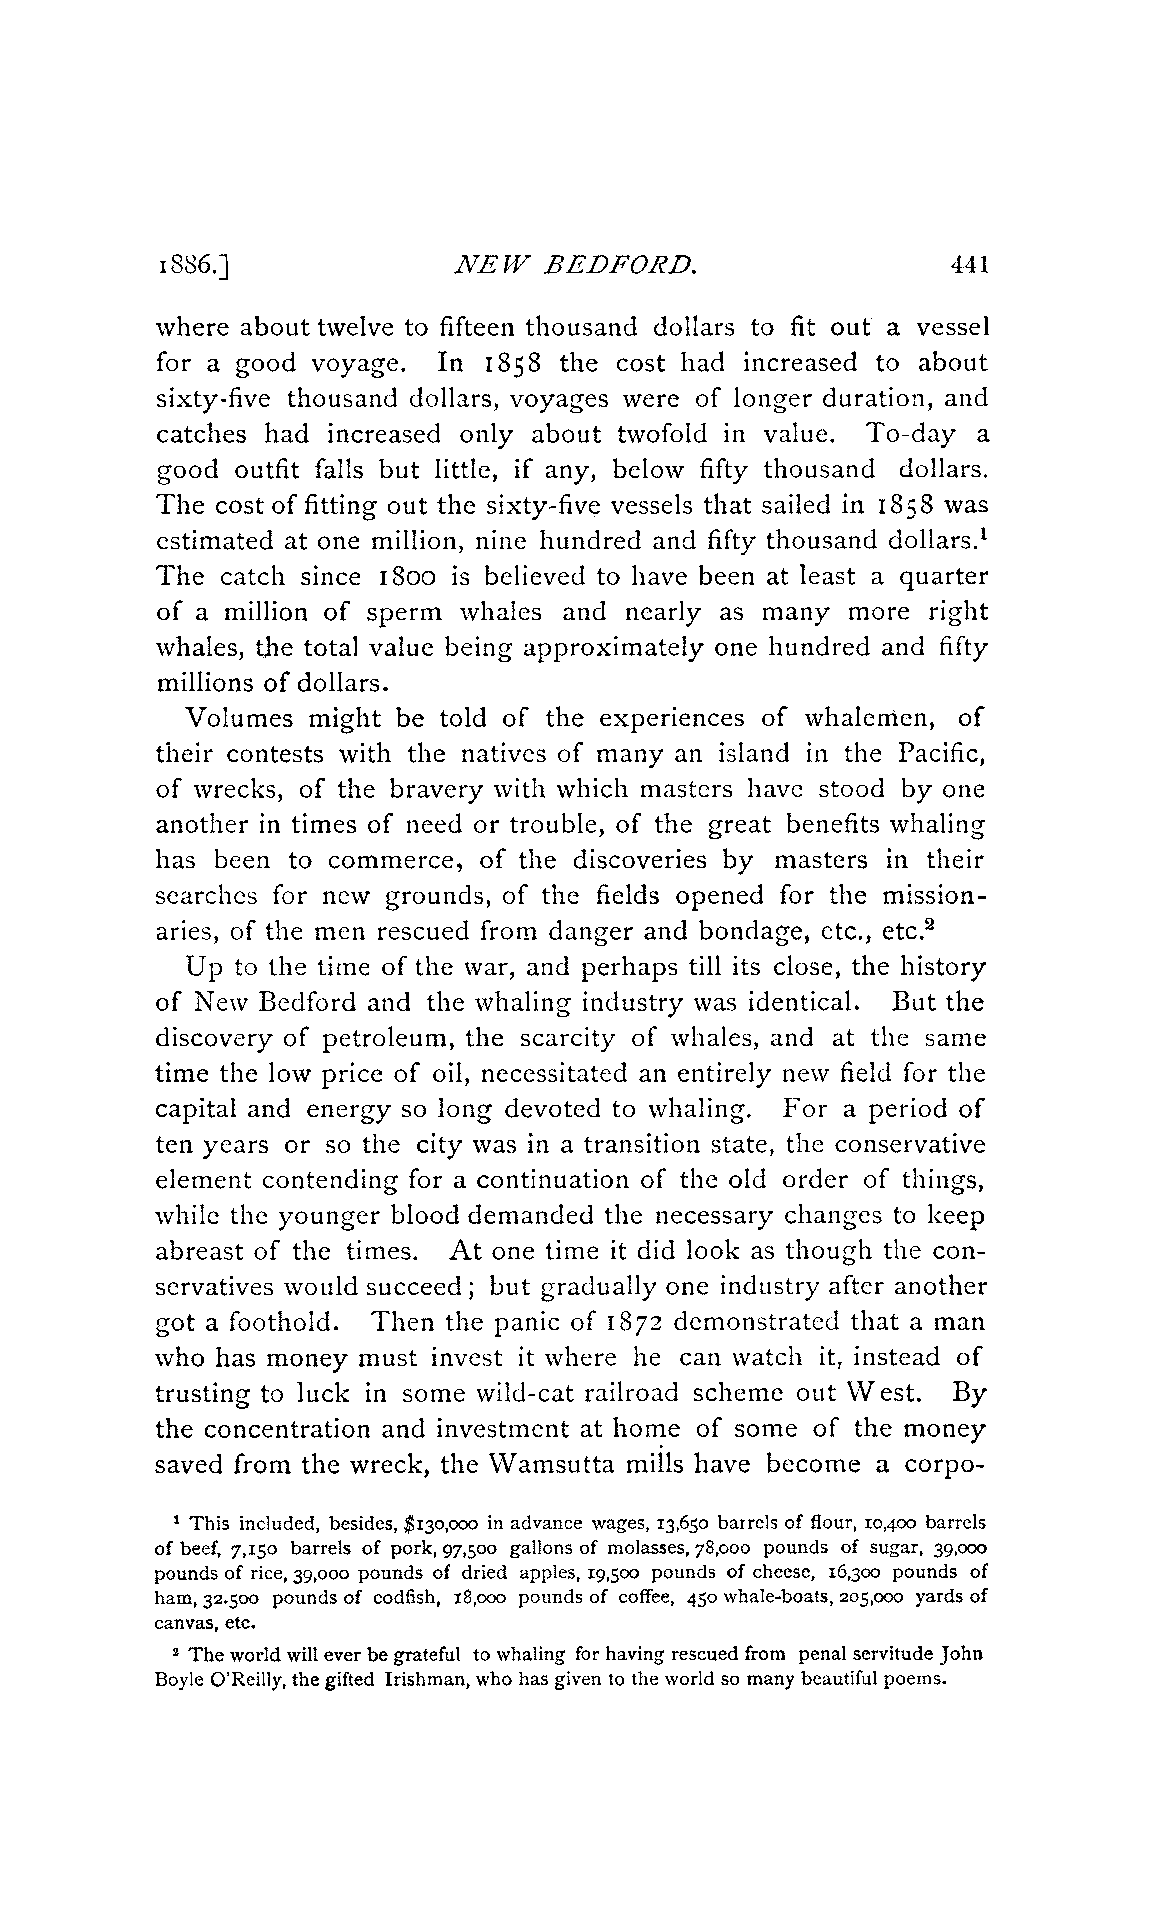 1886.] NEW BEDFORD. 441
where about twelve to fifteen thousand dollars to fit out a vessel
for a good voyage. In 1858 the cost had increased to about
sixty-five thousand dollars, voyages were of longer duration, and
catches had increased only about twofold in value. To-day a
good outfit falls but little, if any, below fifty thousand dollars.
The cost of fitting out the sixty-five vessels that sailed in 1858 was
estimated at one million, nine hundred and fifty thousand dollars.¹
The catch since 1800 is believed to have been at least a quarter
of a million of sperm whales and nearly as many more right
whales, the total value being approximately one hundred and fifty
millions of dollars.
Volumes might be told of the experiences of whalemen, of
their contests with the natives of many an island in the Pacific,
of wrecks, of the bravery with which masters have stood by one
another in times of need or trouble, of the great benefits whaling
has been to commerce, of the discoveries by masters in their
searches for new grounds, of the fields opened for the mission-
aries, of the men rescued from danger and bondage, etc., etc.²
Up to the time of the war, and perhaps till its close, the history
of New Bedford and the whaling industry was identical. But the
discovery of petroleum, the scarcity of whales, and at the same
time the low price of oil, necessitated an entirely new field for the
capital and energy so long devoted to whaling. For a period of
ten years or so the city was in a transition state, the conservative
element contending for a continuation of the old order of things,
while the younger blood demanded the necessary changes to keep
abreast of the times. At one time it did look as though the con-
servatives would succeed; but gradually one industry after another
got a foothold. Then the panic of 1872 demonstrated that a man
who has money must invest it where he can watch it, instead of
trusting to luck in some wild-cat railroad scheme out West. By
the concentration and investment at home of some of the money
saved from the wreck, the Wamsutta mills have become a corpo-
¹ This included, besides, $130,000 in advance wages, 13,650 barrels of flour, 10,400 barrels
of beef, 7,150 barrels of pork, 97,500 gallons of molasses, 78,000 pounds of sugar, 39,000
pounds of rice, 39,000 pounds of dried apples, 19,500 pounds of cheese, 16,300 pounds of
ham, 32.500 pounds of codfish, 18,000 pounds of coffee, 450 whale-boats, 205,000 yards of
canvas, etc.
² The world will ever be grateful to whaling for having rescued from penal servitude John
Boyle O'Reilly, the gifted Irishman, who has given to the world so many beautiful poems.